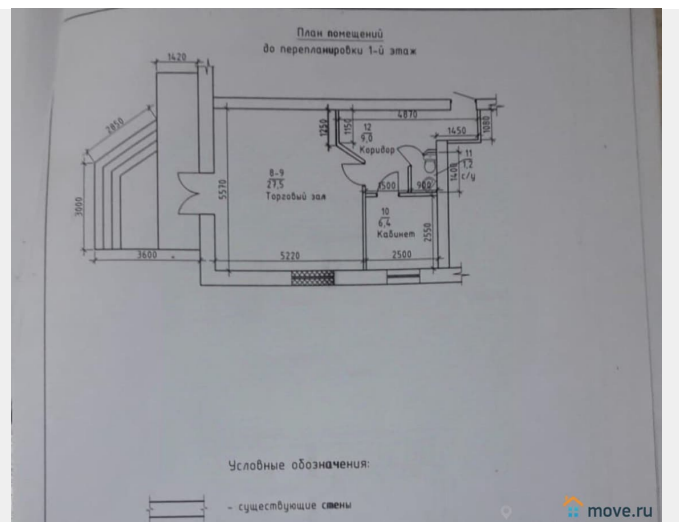 План помещений
до перепланировки 1-й этаж
1420
2850
3000
3600
5570
5220
8-9
27,5
Торговый зал
1250
1150
4870
12
9,0
Коридор
1450
1080
11
1,2
с/у
1400
1500
900
10
6,4
Кабинет
2550
2500
Условные обозначения:
- существующие стены
move.ru